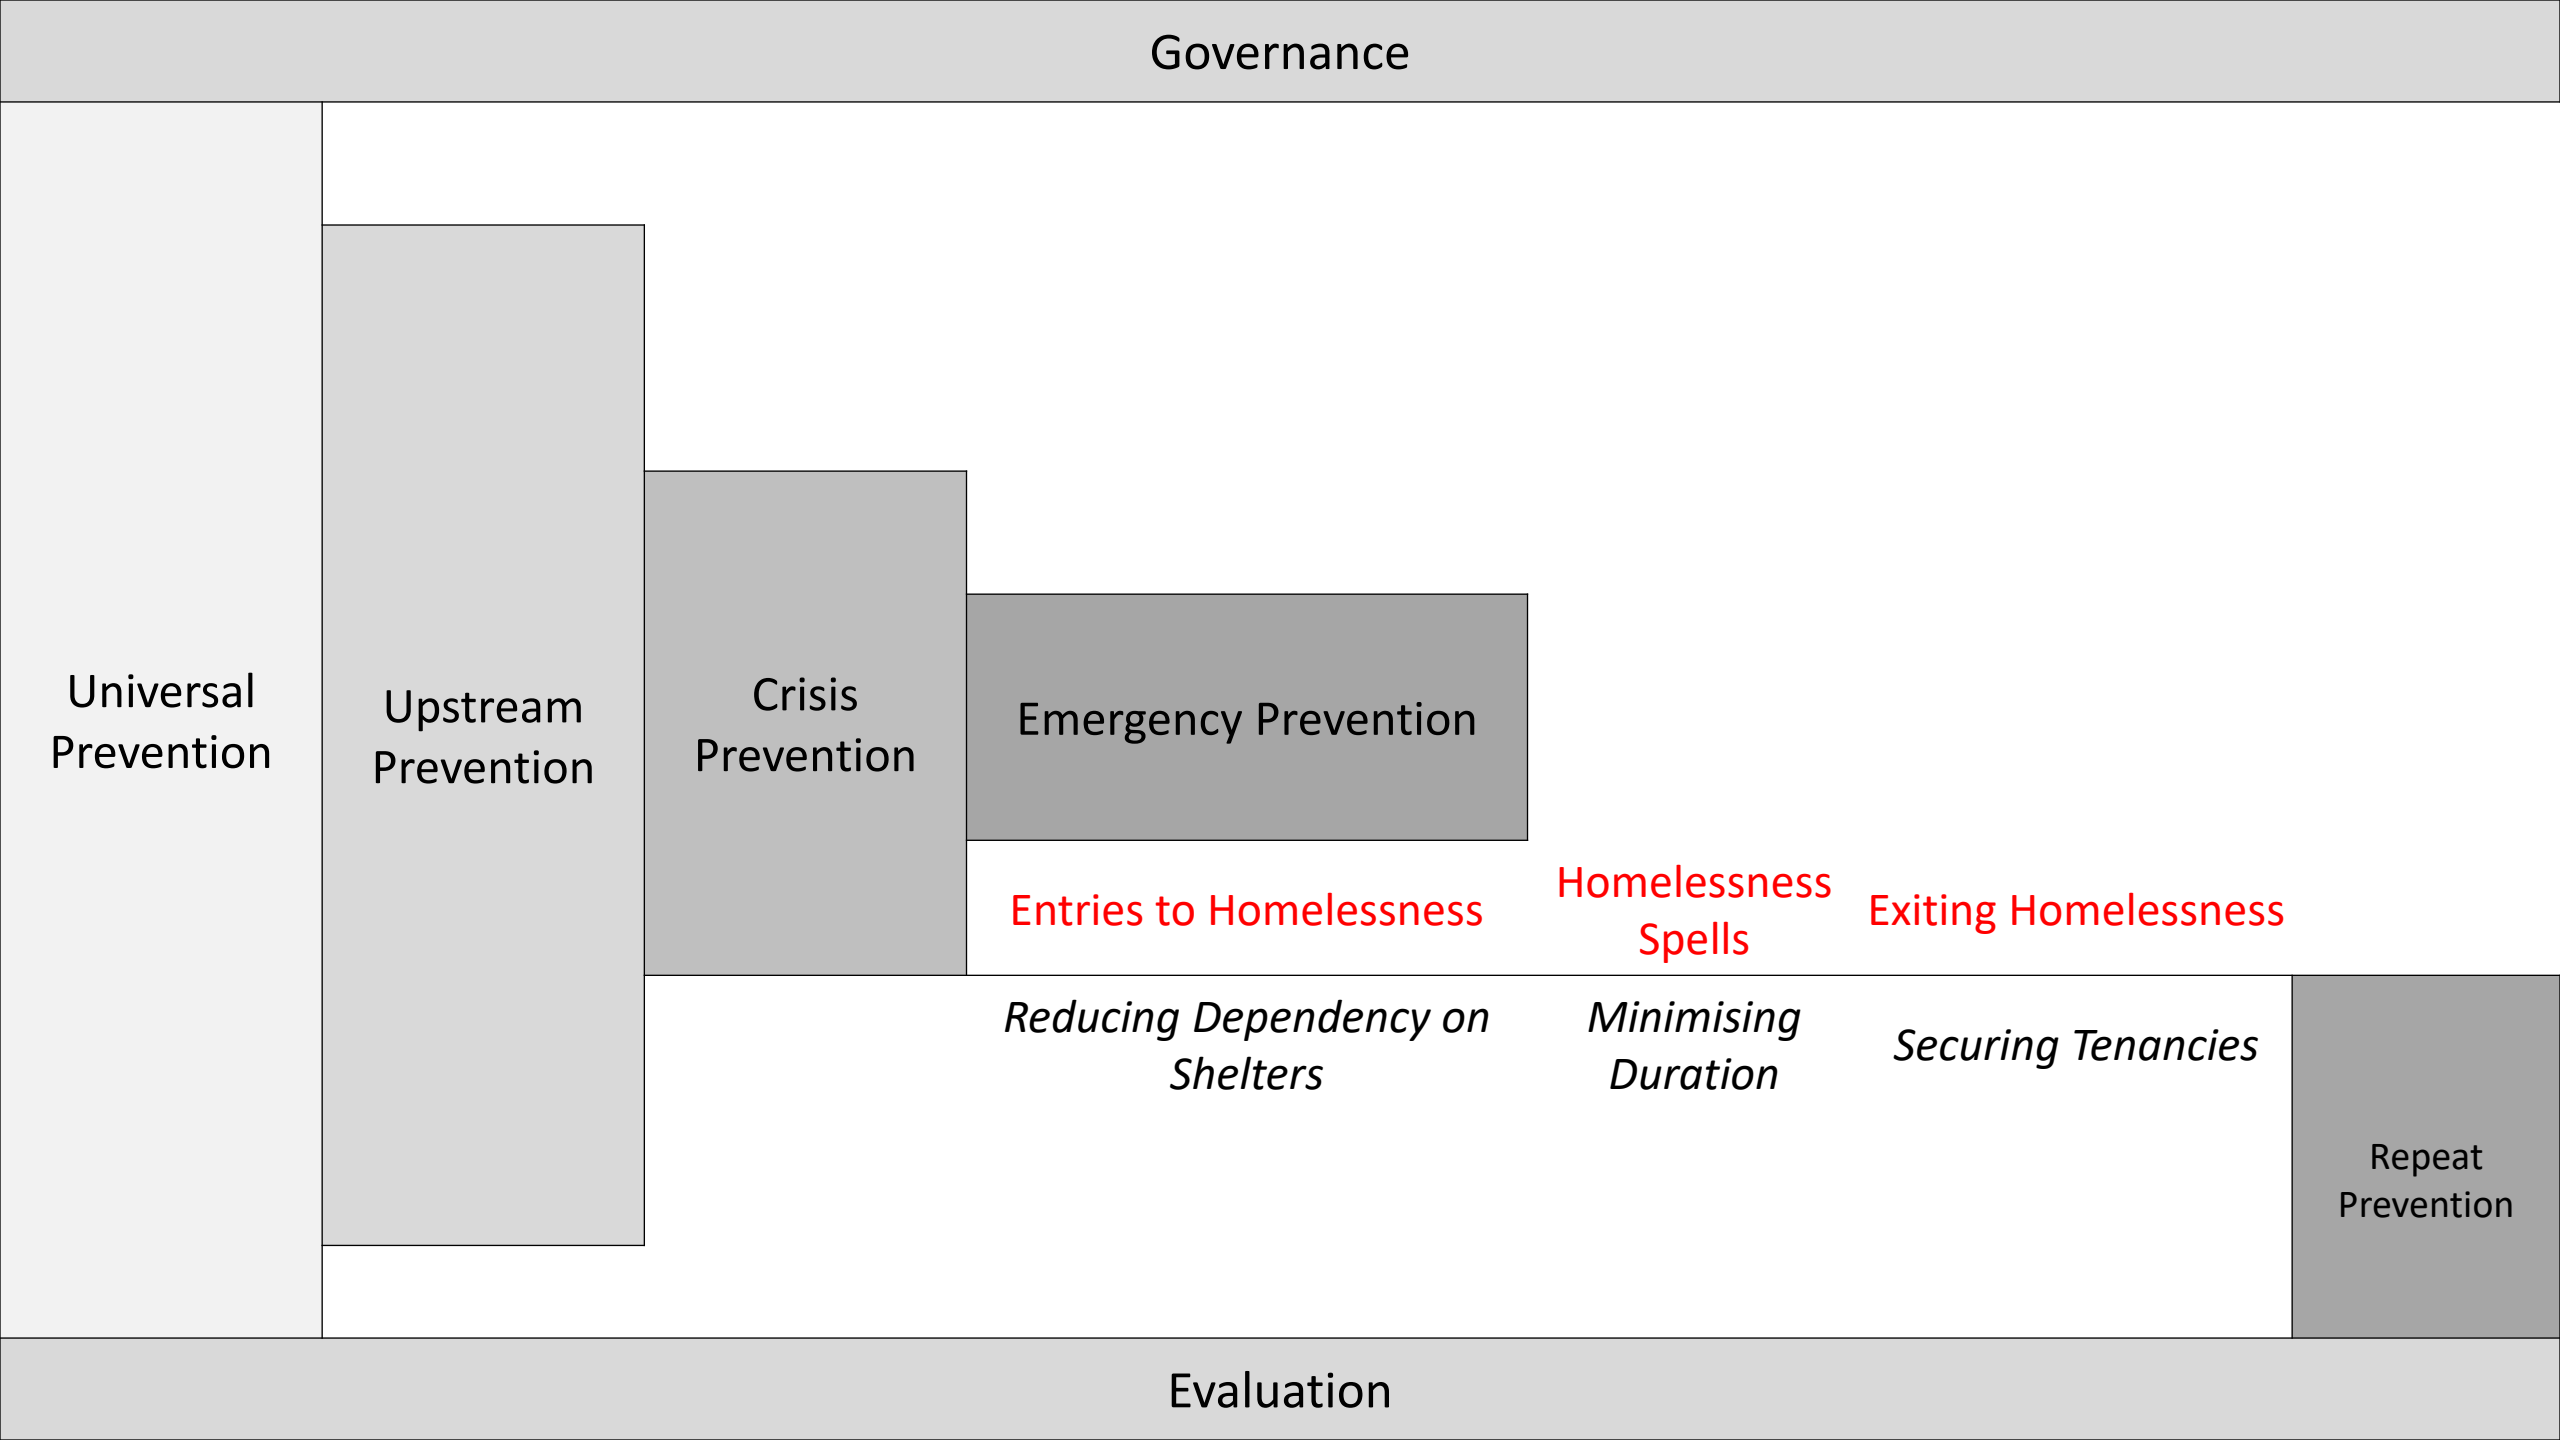 Governance
Universal
Prevention
Upstream
Prevention
Crisis
Prevention
Emergency Prevention
Entries to Homelessness
Homelessness
Spells
Exiting Homelessness
Reducing Dependency on
Shelters
Minimising
Duration
Securing Tenancies
Repeat
Prevention
Evaluation